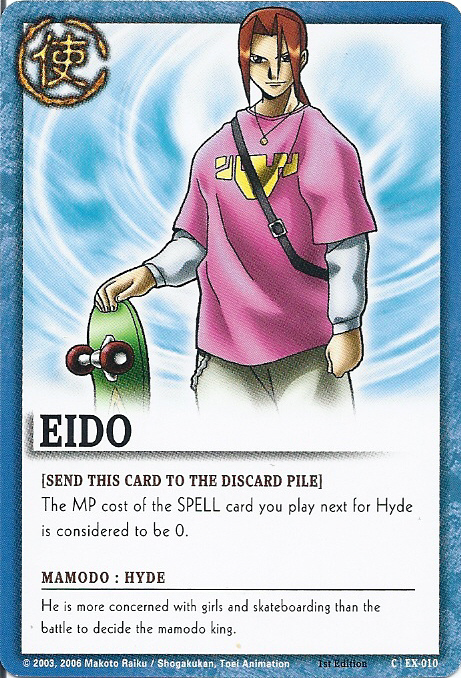 使
EIDO
[SEND THIS CARD TO THE DISCARD PILE]
The MP cost of the SPELL card you play next for Hyde
is considered to be 0.
MAMODO : HYDE
He is more concerned with girls and skateboarding than
the battle to decide the mamodo king.
© 2003, 2006 Makoto Raiku / Shogakukan, Toei Animation 1st Edition C | EX-010